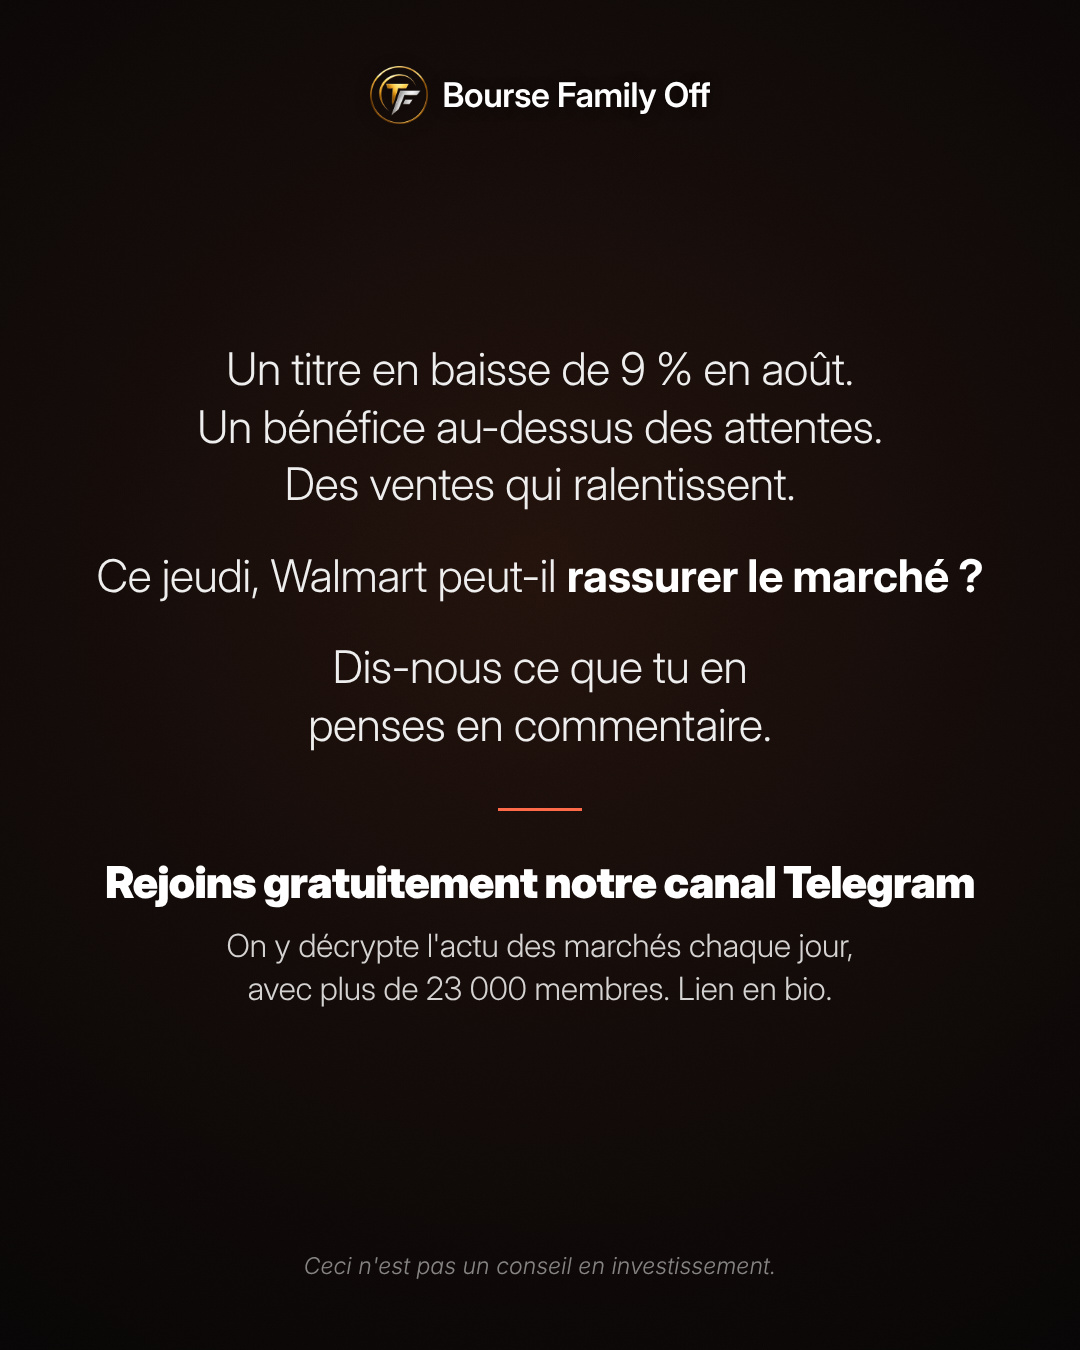 TF Bourse Family Off
Un titre en baisse de 9 % en août.
Un bénéfice au-dessus des attentes.
Des ventes qui ralentissent.
Ce jeudi, Walmart peut-il rassurer le marché ?
Dis-nous ce que tu en
penses en commentaire.
Rejoins gratuitement notre canal Telegram
On y décrypte l'actu des marchés chaque jour,
avec plus de 23 000 membres. Lien en bio.
Ceci n'est pas un conseil en investissement.